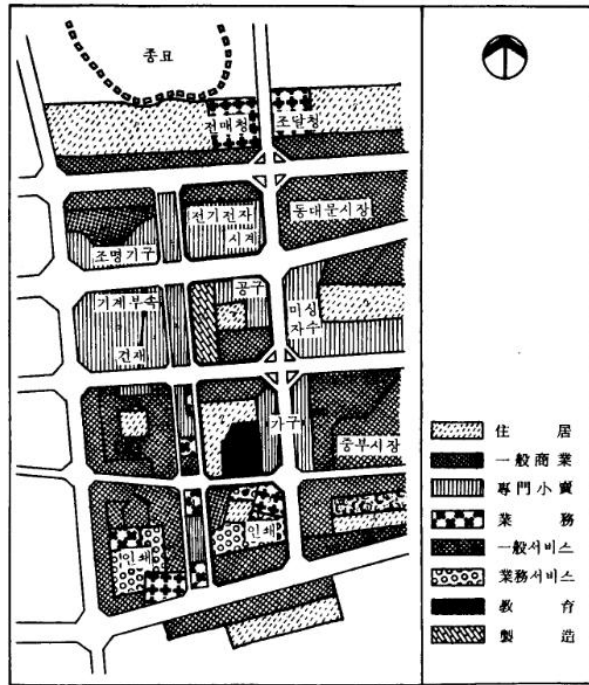 종묘
전매청
조달청
전기전자
시계
동대문시장
조명기구
공구
기계부속
미싱
자수
건재
가구
중부시장
인쇄
인쇄
住居
一般商業
專門小賣
業務
一般서비스
業務서비스
敎育
製造